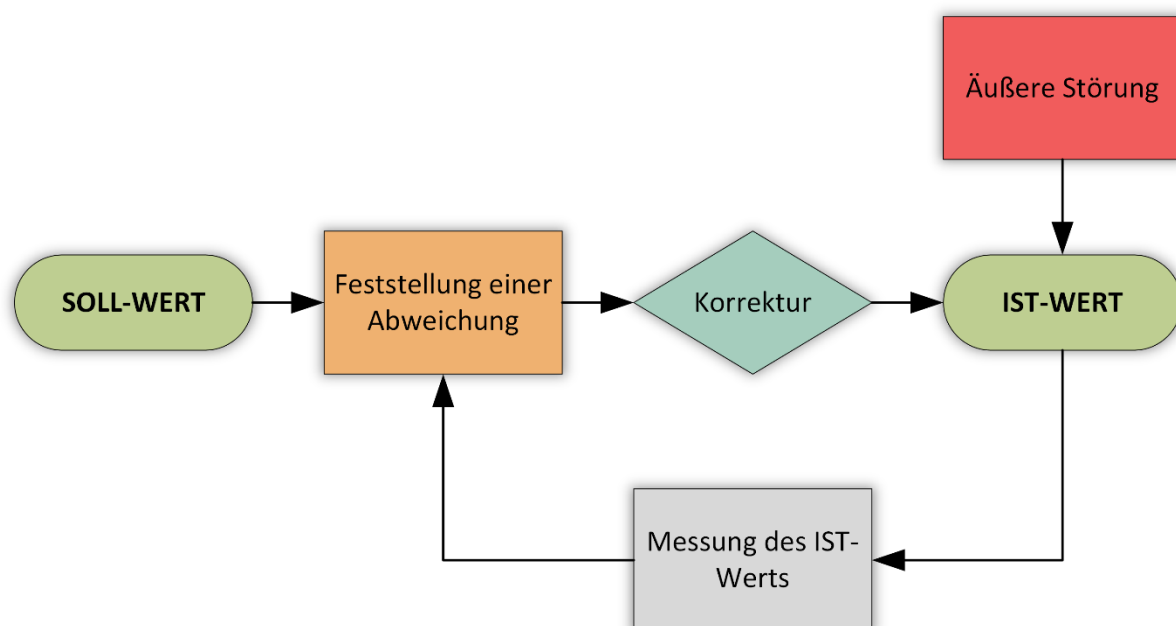 Äußere Störung
SOLL-WERT
Feststellung einer
Abweichung
Korrektur
IST-WERT
Messung des IST-
Werts